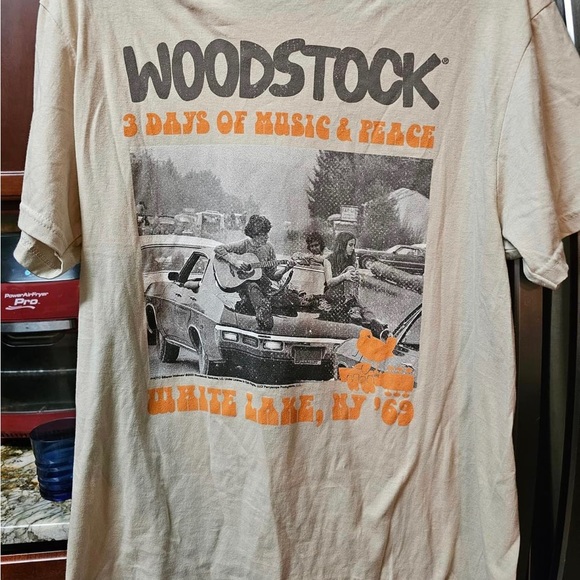 WOODSTOCK®
3 DAYS OF MUSIC & PEACE
WHITE LAKE, NY '69
PowerAirFryer
Pro